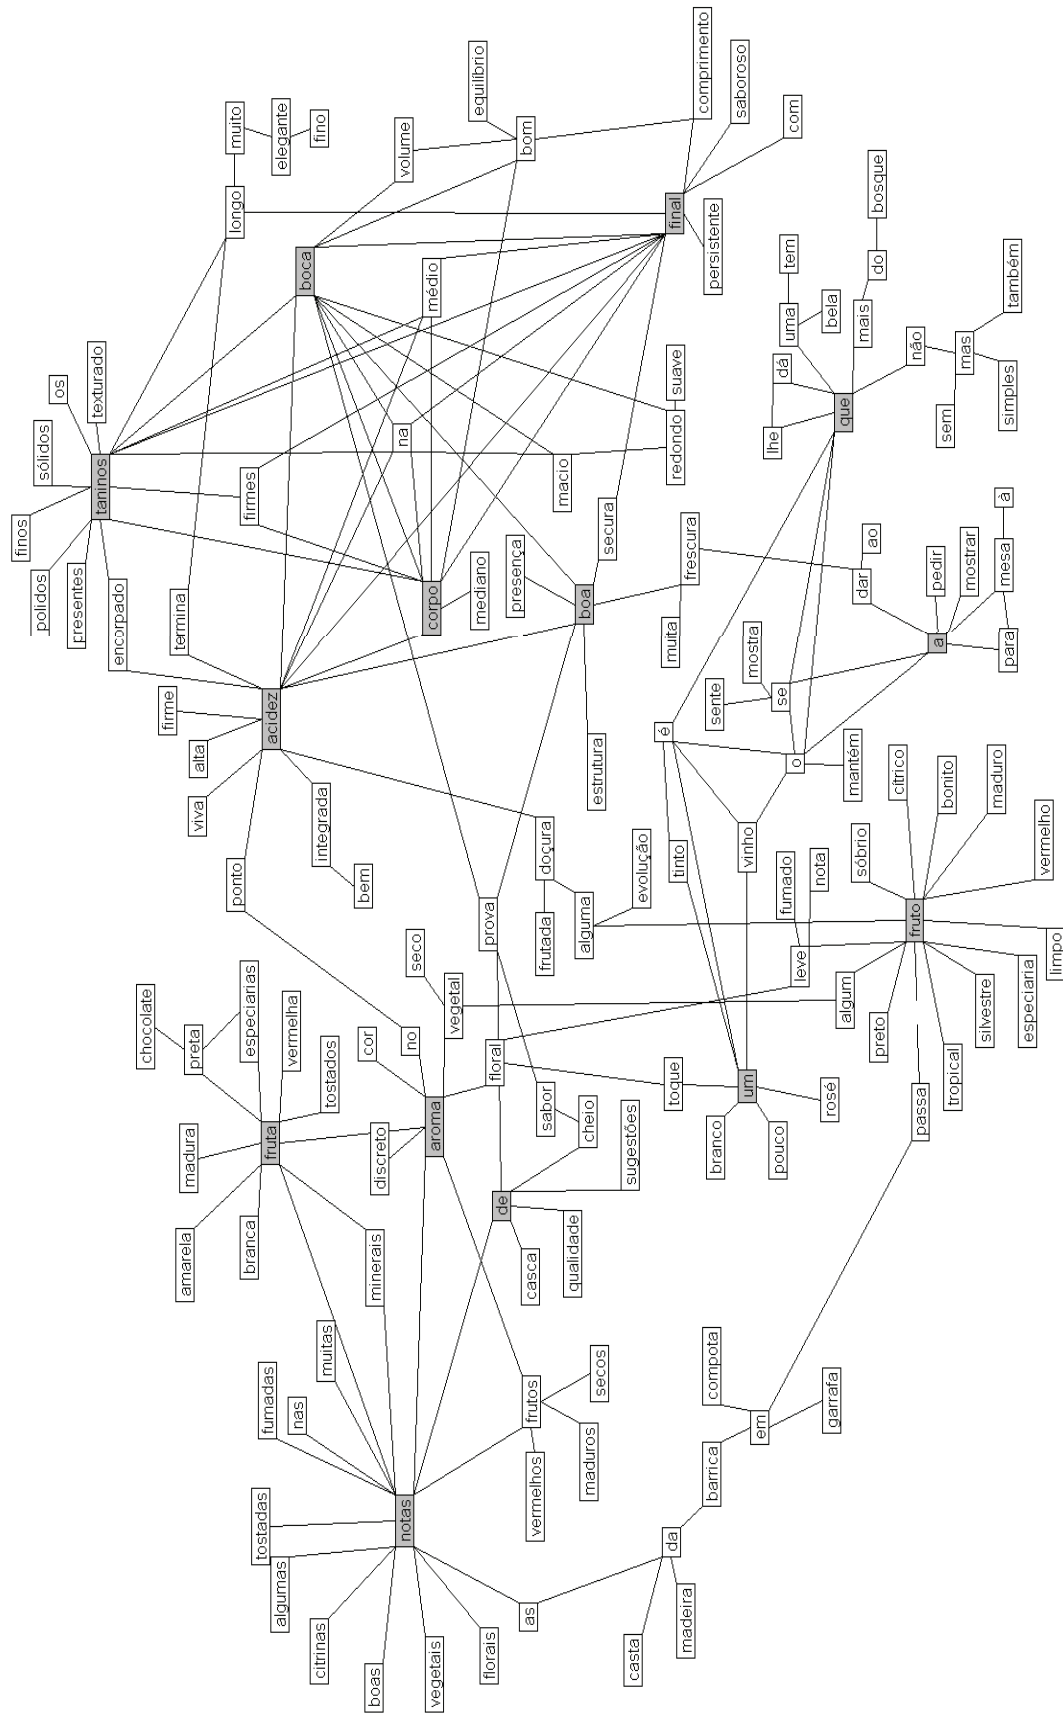 finos
polidos
sólidos
os
presentes
texturado
taninos
encorpado
chocolate
firme
termina
amarela
madura
preta
viva
alta
ponto
longo
muito
branca
especiarias
firmes
tostadas
fumadas
fruta
acidez
algumas
elegante
vermelha
nas
boca
citrinas
integrada
fino
muitas
tostados
bem
cor
boas
minerais
discreto
notas
na
volume
no
seco
corpo
médio
aroma
vegetais
vegetal
equilíbrio
mediano
florais
prova
floral
de
presença
bom
as
casca
frutos
vermelhos
sabor
frutada
doçura
macio
qualidade
alguma
boa
cheio
maduros
estrutura
secos
secura
sugestões
casta
evolução
é
da
muita
final
toque
tinto
redondo
suave
madeira
frescura
comprimento
barrica
compota
persistente
branco
sente
saboroso
um
vinho
mostia
em
lhe
pouco
se
dá
fumado
uma
tem
com
o
leve
nota
rosé
garrafa
bela
que
algum
mantém
dar
sóbrio
mais
ao
do
bosque
preto
cítrico
fruto
não
passa
a
pedir
sem
bonito
tropical
mas
mostrar
silvestre
maduro
mesa
à
para
simples
também
especiaria
vermelho
limpo